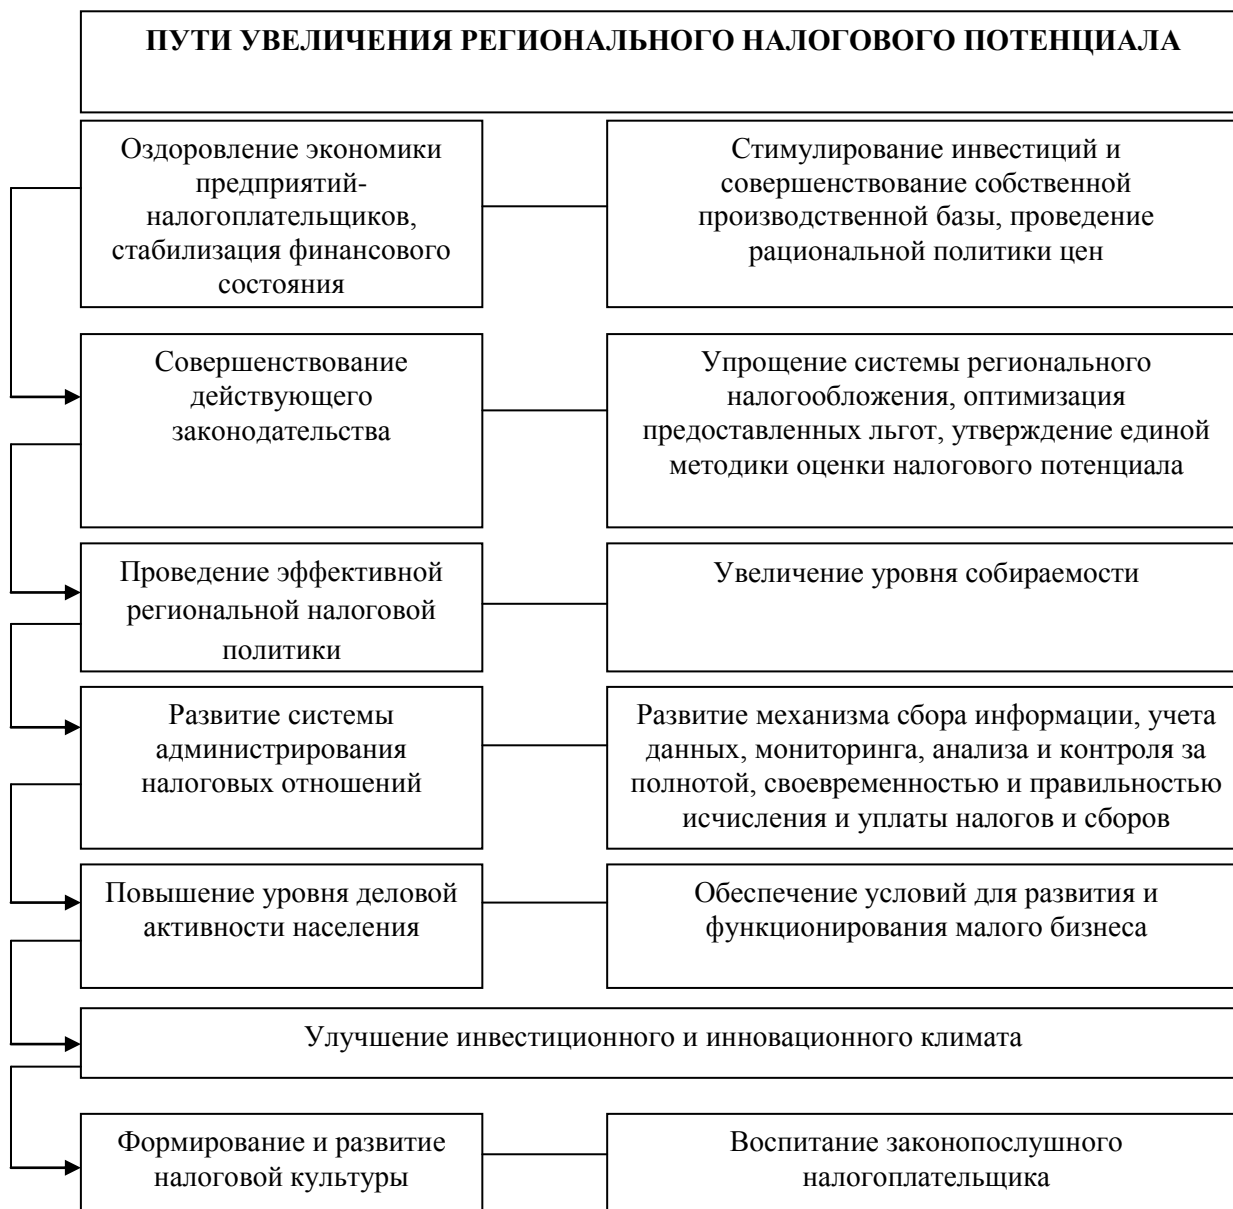 ПУТИ УВЕЛИЧЕНИЯ РЕГИОНАЛЬНОГО НАЛОГОВОГО ПОТЕНЦИАЛА
Оздоровление экономики
предприятий-
налогоплательщиков,
стабилизация финансового
состояния
Стимулирование инвестиций и
совершенствование собственной
производственной базы, проведение
рациональной политики цен
Совершенствование
действующего
законодательства
Упрощение системы регионального
налогообложения, оптимизация
предоставленных льгот, утверждение единой
методики оценки налогового потенциала
Проведение эффективной
региональной налоговой
политики
Увеличение уровня собираемости
Развитие системы
администрирования
налоговых отношений
Развитие механизма сбора информации, учета
данных, мониторинга, анализа и контроля за
полнотой, своевременностью и правильностью
исчисления и уплаты налогов и сборов
Повышение уровня деловой
активности населения
Обеспечение условий для развития и
функционирования малого бизнеса
Улучшение инвестиционного и инновационного климата
Формирование и развитие
налоговой культуры
Воспитание законопослушного
налогоплательщика